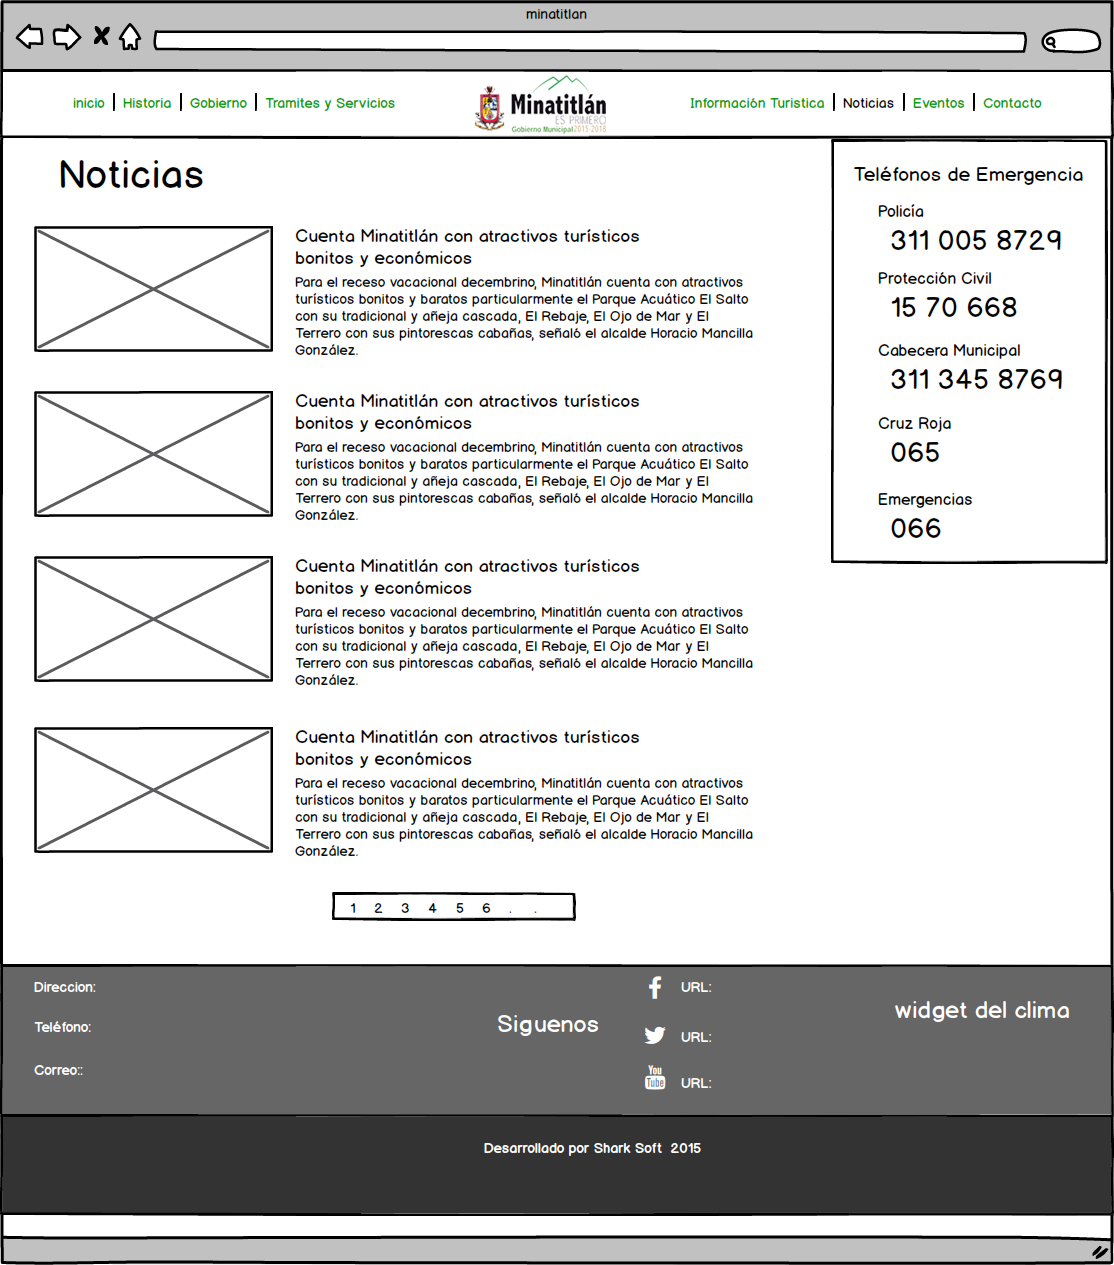 minatitlan
inicio
Historia
Gobierno
Tramites y Servicios
Minatitlán
ES PRIMERO
Gobierno Municipal 2015-2018
Información Turistica
Noticias
Eventos
Contacto
Noticias
Cuenta Minatitlán con atractivos turísticos
bonitos y económicos
Para el receso vacacional decembrino, Minatitlán cuenta con atractivos
turísticos bonitos y baratos particularmente el Parque Acuático El Salto
con su tradicional y añeja cascada, El Rebaje, El Ojo de Mar y El
Terrero con sus pintorescas cabañas, señaló el alcalde Horacio Mancilla
González.
Cuenta Minatitlán con atractivos turísticos
bonitos y económicos
Para el receso vacacional decembrino, Minatitlán cuenta con atractivos
turísticos bonitos y baratos particularmente el Parque Acuático El Salto
con su tradicional y añeja cascada, El Rebaje, El Ojo de Mar y El
Terrero con sus pintorescas cabañas, señaló el alcalde Horacio Mancilla
González.
Cuenta Minatitlán con atractivos turísticos
bonitos y económicos
Para el receso vacacional decembrino, Minatitlán cuenta con atractivos
turísticos bonitos y baratos particularmente el Parque Acuático El Salto
con su tradicional y añeja cascada, El Rebaje, El Ojo de Mar y El
Terrero con sus pintorescas cabañas, señaló el alcalde Horacio Mancilla
González.
Cuenta Minatitlán con atractivos turísticos
bonitos y económicos
Para el receso vacacional decembrino, Minatitlán cuenta con atractivos
turísticos bonitos y baratos particularmente el Parque Acuático El Salto
con su tradicional y añeja cascada, El Rebaje, El Ojo de Mar y El
Terrero con sus pintorescas cabañas, señaló el alcalde Horacio Mancilla
González.
1 2 3 4 5 6 . .
Teléfonos de Emergencia
Policía
311 005 8729
Protección Civil
15 70 668
Cabecera Municipal
311 345 8769
Cruz Roja
065
Emergencias
066
Direccion:
Teléfono:
Correo::
Siguenos
URL:
URL:
You
Tube
URL:
widget del clima
Desarrollado por Shark Soft 2015